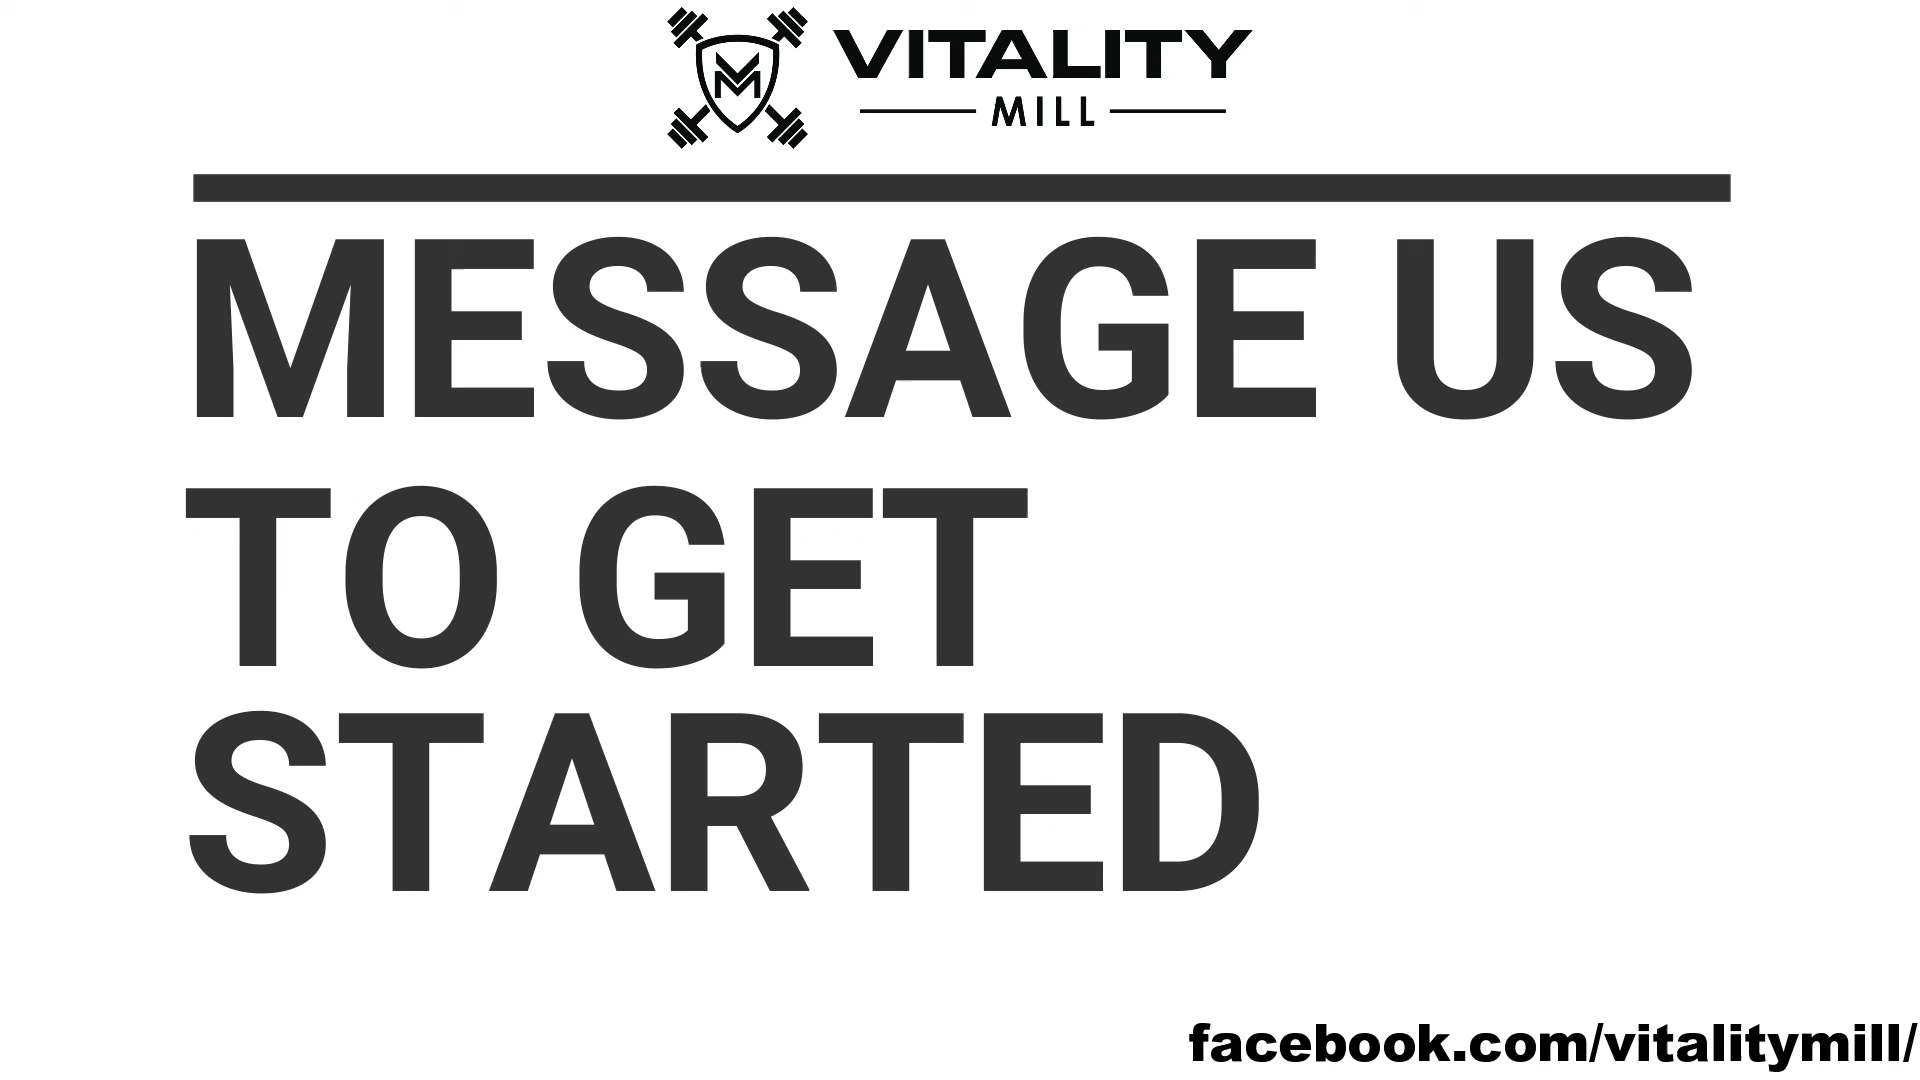 VITALITY
MILL
MESSAGE US
TO GET
STARTED
facebook.com/vitalitymill/